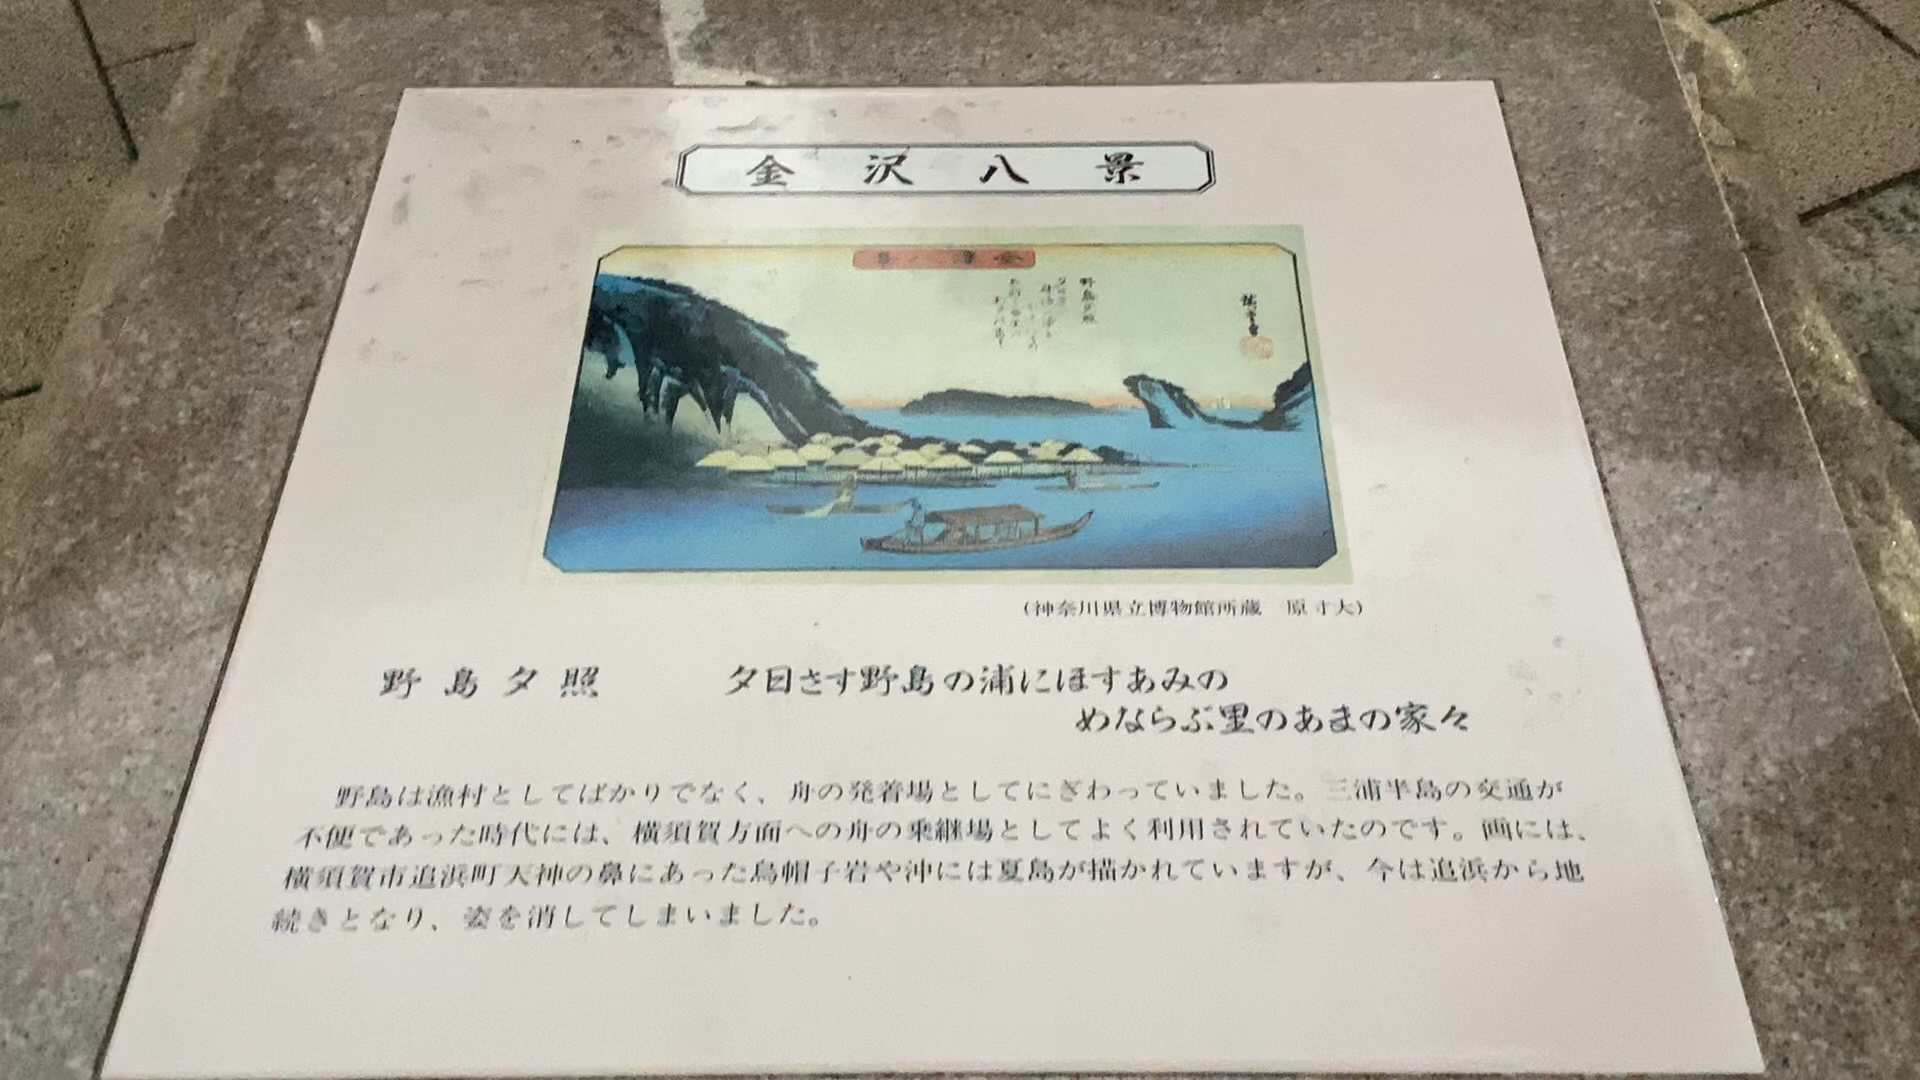 金沢八景
野島夕照
(神奈川県立博物館所蔵 原寸大)
野島夕照 夕日さす野島の浦にほすあみの
めならぶ里のあまの家々
野島は漁村としてばかりでなく、舟の発着場としてにぎわっていました。三浦半島の交通が
不便であった時代には、横須賀方面への舟の乗継場としてよく利用されていたのです。画には、
横須賀市追浜町天神の鼻にあった烏帽子岩や沖には夏島が描かれていますが、今は追浜から地
続きとなり、姿を消してしまいました。